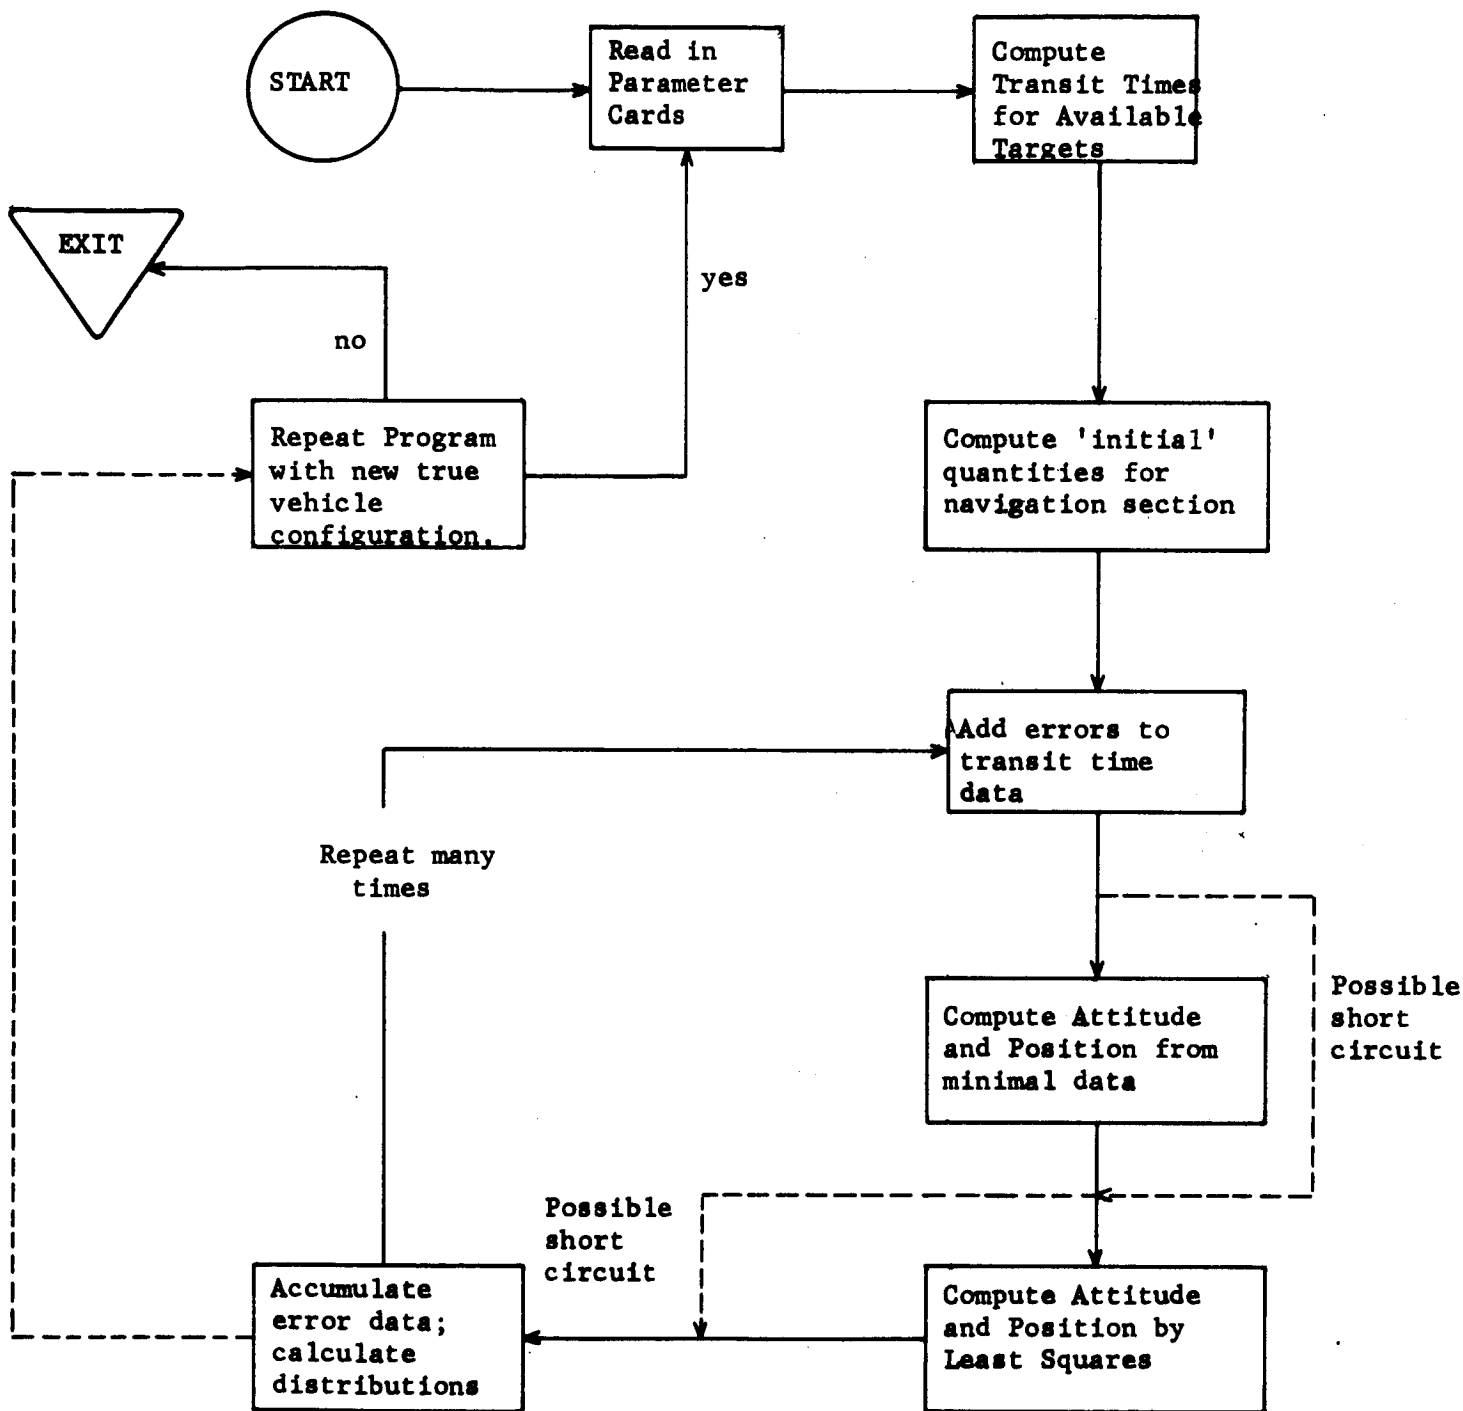 START
Read in
Parameter
Cards
Compute
Transit Times
for Available
Targets
EXIT
yes
no
Repeat Program
with new true
vehicle
configuration.
Compute 'initial'
quantities for
navigation section
Add errors to
transit time
data
Repeat many
times
Possible
short
circuit
Compute Attitude
and Position from
minimal data
Possible
short
circuit
Accumulate
error data;
calculate
distributions
Compute Attitude
and Position by
Least Squares